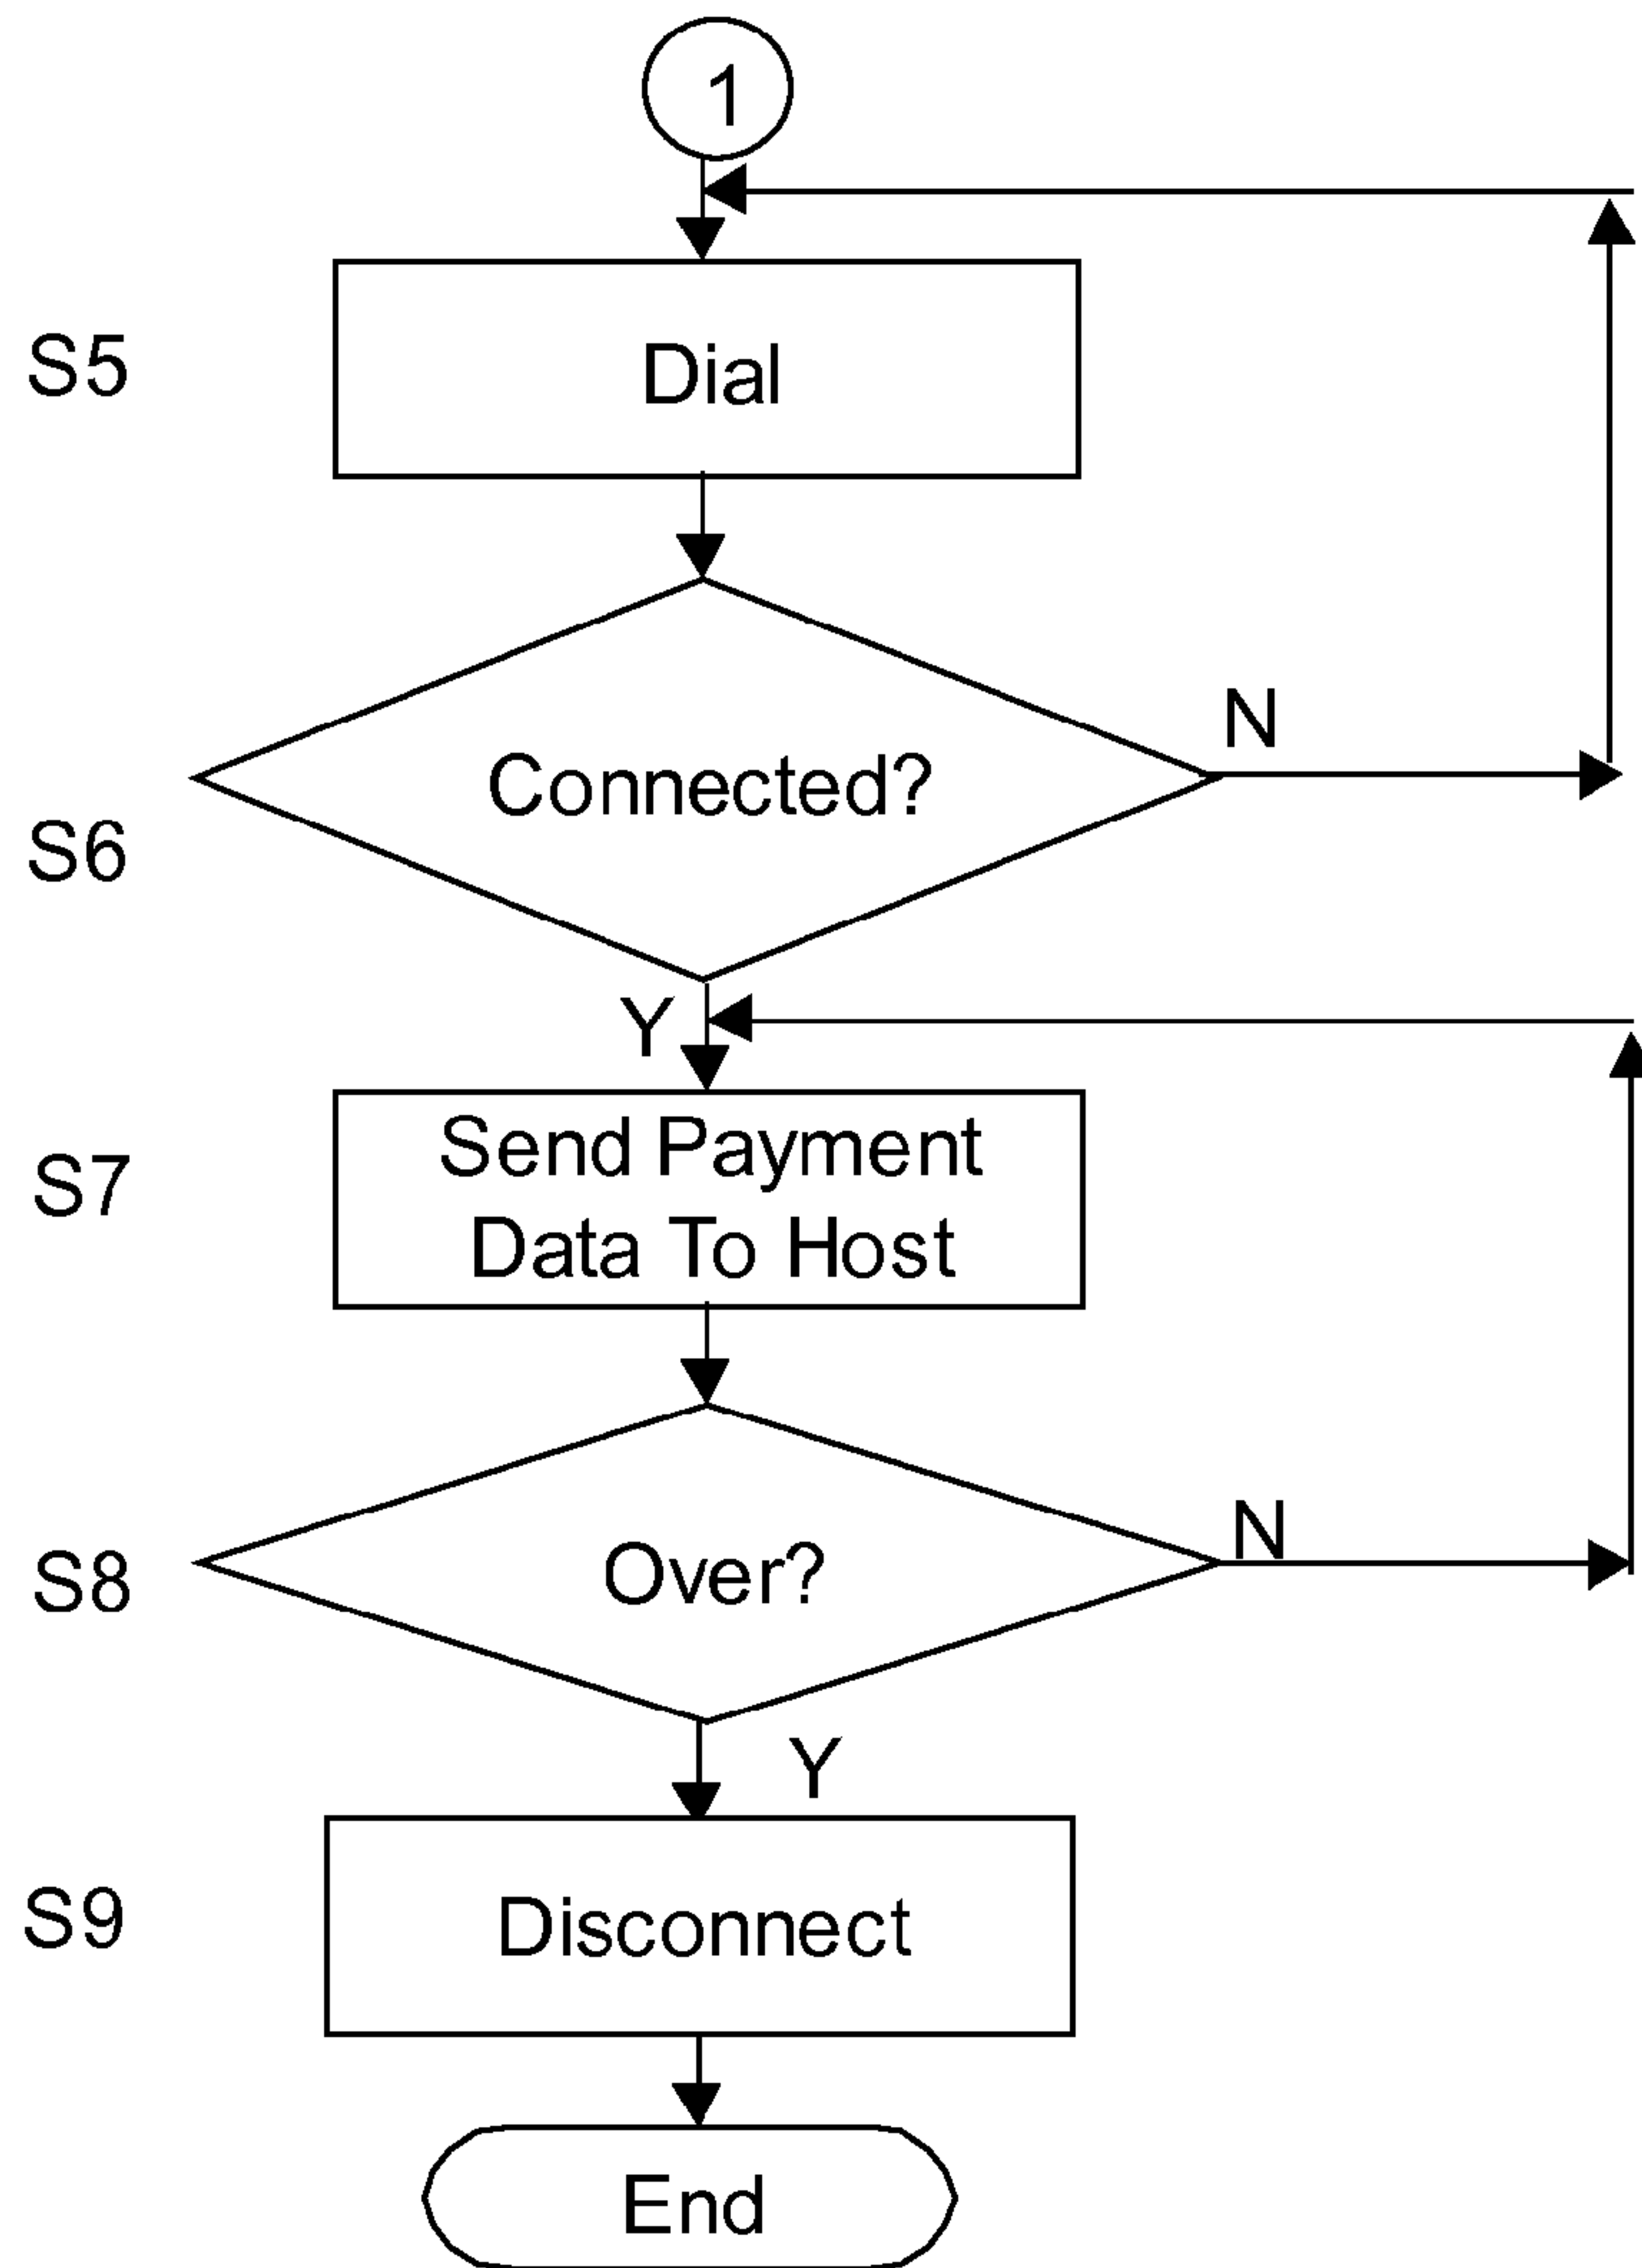 1
S5
Dial
N
Connected?
S6
Y
S7
Send Payment
Data To Host
N
S8
Over?
Y
S9
Disconnect
End